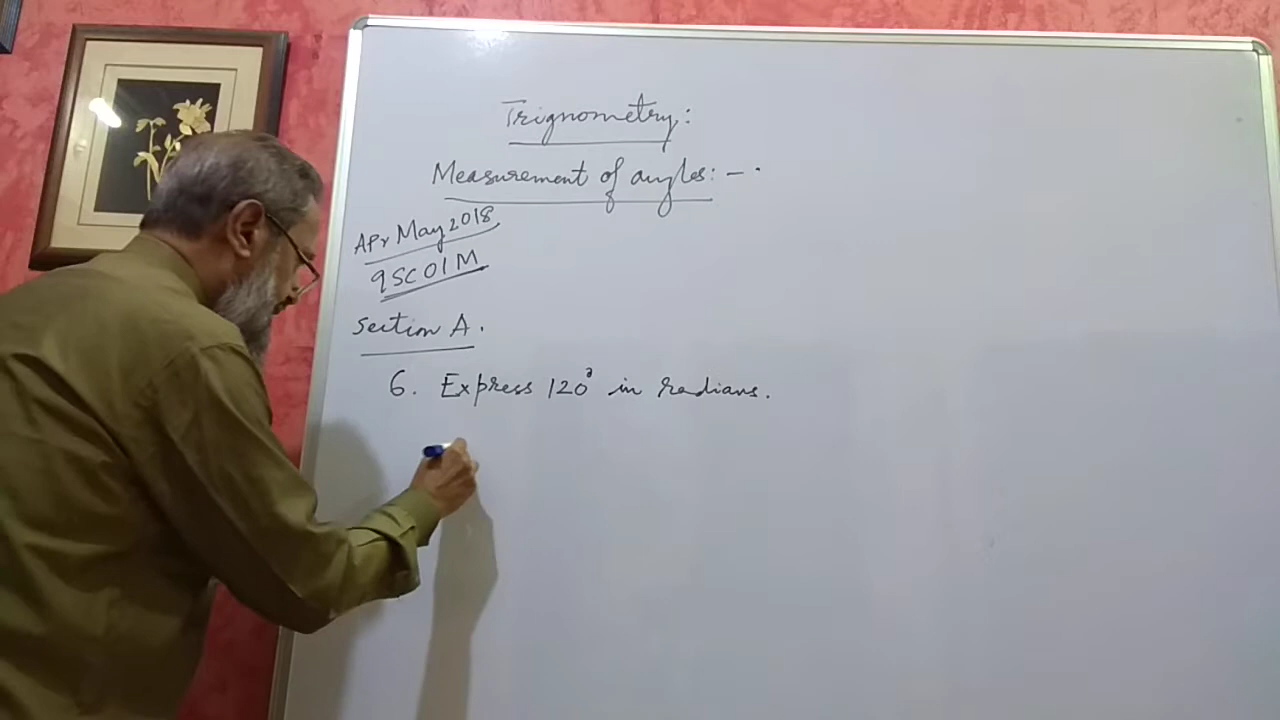 Trignometry:
Measurement of angles: - .
Apr May 2018
9SC01M
Section A.
6. Express 120° in radians.